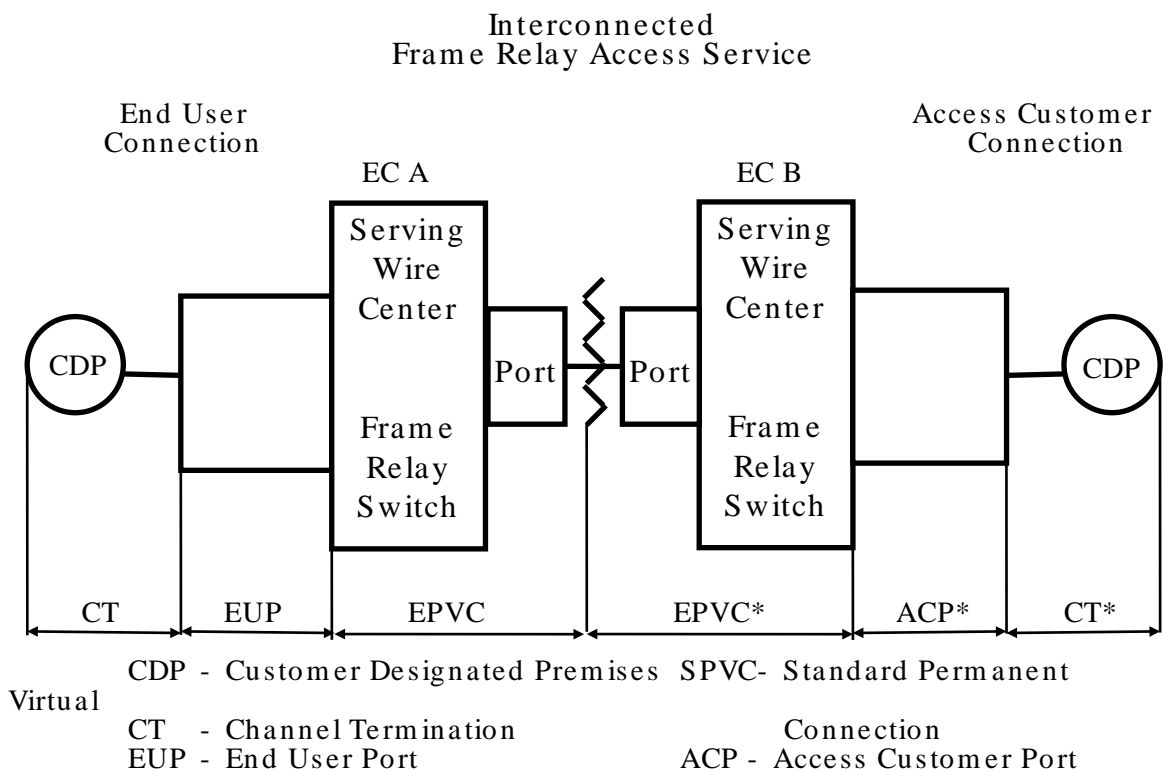 Interconnected
Frame Relay Access Service
End User
Connection
Access Customer
Connection
EC A
EC B
Serving
Wire
Center
Frame
Relay
Switch
Serving
Wire
Center
Frame
Relay
Switch
CDP
Port
Port
CDP
CT EUP EPVC EPVC* ACP* CT*
CDP - Customer Designated Premises SPVC- Standard Permanent
Virtual
CT - Channel Termination Connection
EUP - End User Port ACP - Access Customer Port